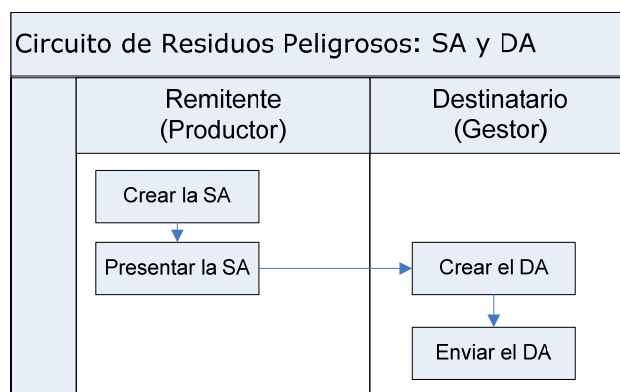 Circuito de Residuos Peligrosos: SA y DA
Remitente
(Productor)
Destinatario
(Gestor)
Crear la SA
Presentar la SA
Crear el DA
Enviar el DA